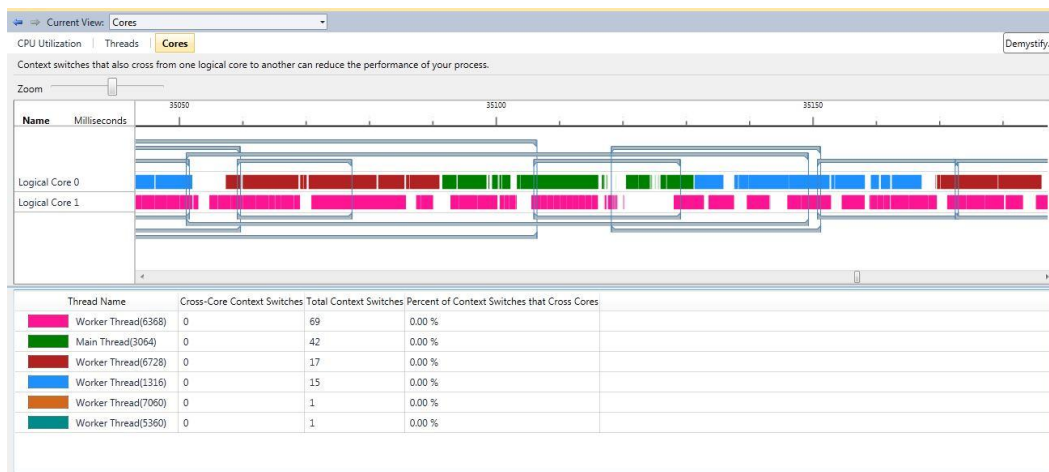 Current View: Cores
CPU Utilization Threads Cores Demystify.
Context switches that also cross from one logical core to another can reduce the performance of your process.
Zoom
35050 35100 35150
Name Milliseconds
Logical Core 0
Logical Core 1
Thread Name Cross-Core Context Switches Total Context Switches Percent of Context Switches that Cross Cores
Worker Thread(6368) 0 69 0.00 %
Main Thread(3064) 0 42 0.00 %
Worker Thread(6728) 0 17 0.00 %
Worker Thread(1316) 0 15 0.00 %
Worker Thread(7060) 0 1 0.00 %
Worker Thread(5360) 0 1 0.00 %